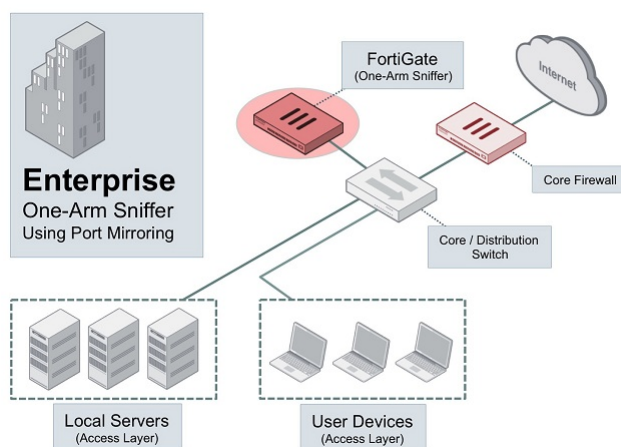 Enterprise
One-Arm Sniffer
Using Port Mirroring
FortiGate
(One-Arm Sniffer)
Internet
Core Firewall
Core / Distribution
Switch
Local Servers
(Access Layer)
User Devices
(Access Layer)